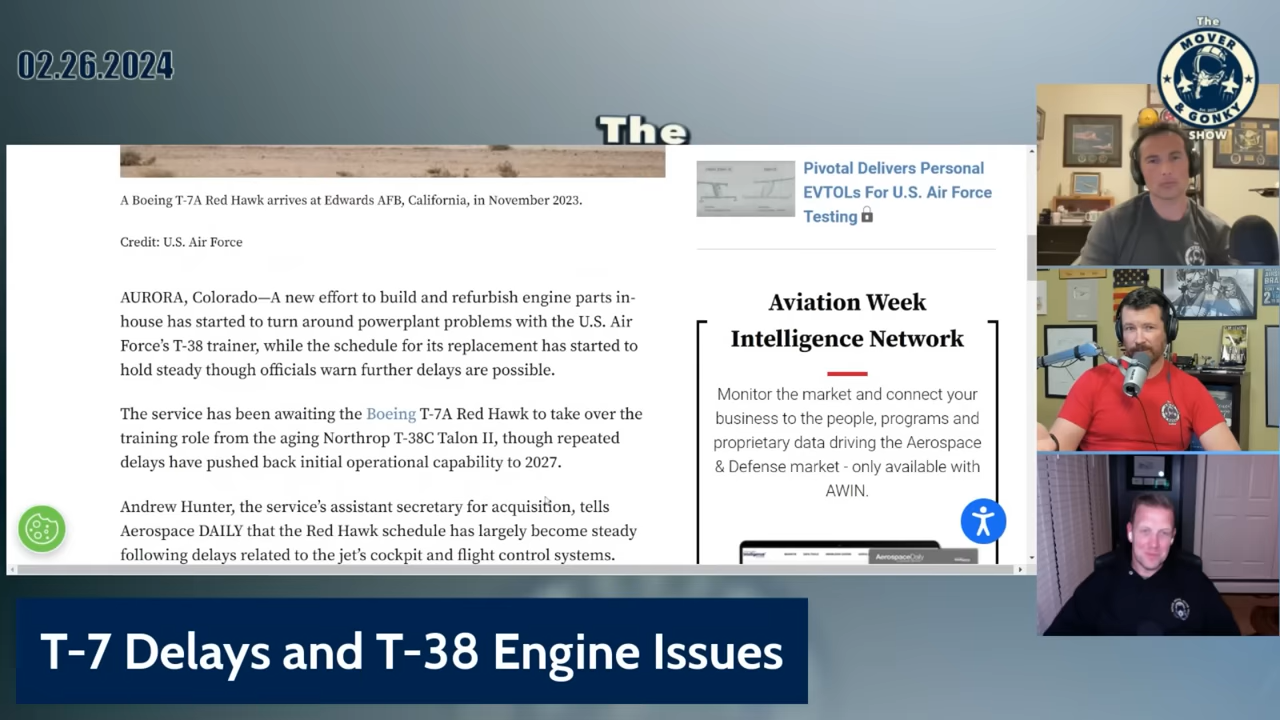 02.26.2024
The
MOVER
& GONKY
SHOW
The
A Boeing T-7A Red Hawk arrives at Edwards AFB, California, in November 2023.
Credit: U.S. Air Force
AURORA, Colorado—A new effort to build and refurbish engine parts in-
house has started to turn around powerplant problems with the U.S. Air
Force’s T-38 trainer, while the schedule for its replacement has started to
hold steady though officials warn further delays are possible.
The service has been awaiting the Boeing T-7A Red Hawk to take over the
training role from the aging Northrop T-38C Talon II, though repeated
delays have pushed back initial operational capability to 2027.
Andrew Hunter, the service’s assistant secretary for acquisition, tells
Aerospace DAILY that the Red Hawk schedule has largely become steady
following delays related to the jet’s cockpit and flight control systems.
Pivotal Delivers Personal
EVTOLs For U.S. Air Force
Testing
Aviation Week
Intelligence Network
Monitor the market and connect your
business to the people, programs and
proprietary data driving the Aerospace
& Defense market - only available with
AWIN.
AerospaceDaily
T-7 Delays and T-38 Engine Issues